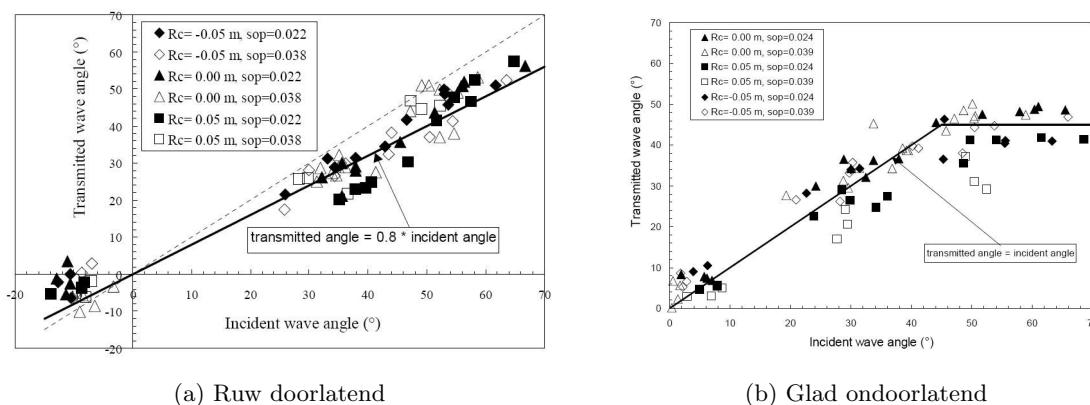 70
60
50
40
30
20
10
0
-10
-20
Transmitted wave angle (°)
Rc= -0.05 m, sop=0.022
Rc= -0.05 m, sop=0.038
Rc= 0.00 m, sop=0.022
Rc= 0.00 m, sop=0.038
Rc= 0.05 m, sop=0.022
Rc= 0.05 m, sop=0.038
transmitted angle = 0.8 * incident angle
-20 -10 0 10 20 30 40 50 60 70
Incident wave angle (°)
(a) Ruw doorlatend
70
60
50
40
30
20
10
0
Transmitted wave angle (°)
Rc= 0.00 m, sop=0.024
Rc= 0.00 m, sop=0.039
Rc= 0.05 m, sop=0.024
Rc= 0.05 m, sop=0.039
Rc=-0.05 m, sop=0.024
Rc=-0.05 m, sop=0.039
transmitted angle = incident angle
0 10 20 30 40 50 60 70
Incident wave angle (°)
(b) Glad ondoorlatend